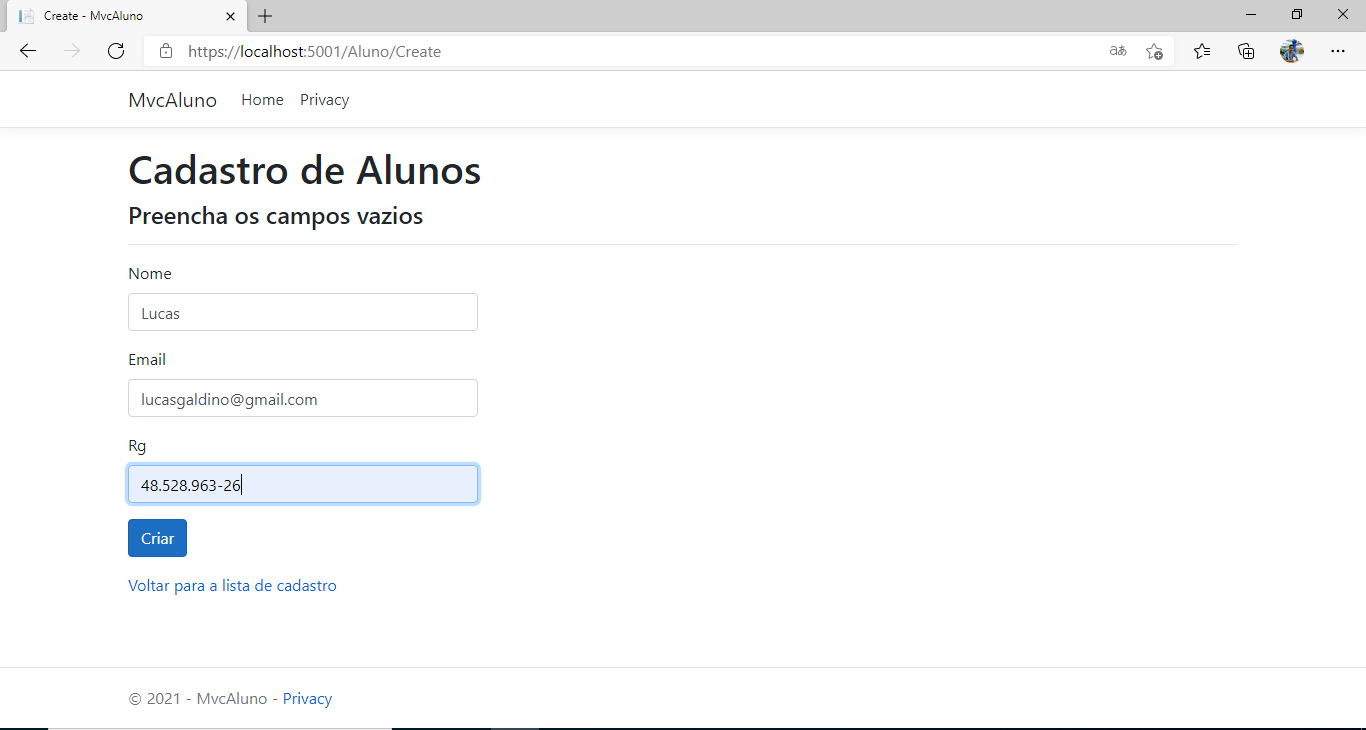 Create - MvcAluno
https://localhost:5001/Aluno/Create
MvcAluno Home Privacy
Cadastro de Alunos
Preencha os campos vazios
Nome
Lucas
Email
lucasgaldino@gmail.com
Rg
48.528.963-26
Criar
Voltar para a lista de cadastro
© 2021 - MvcAluno - Privacy